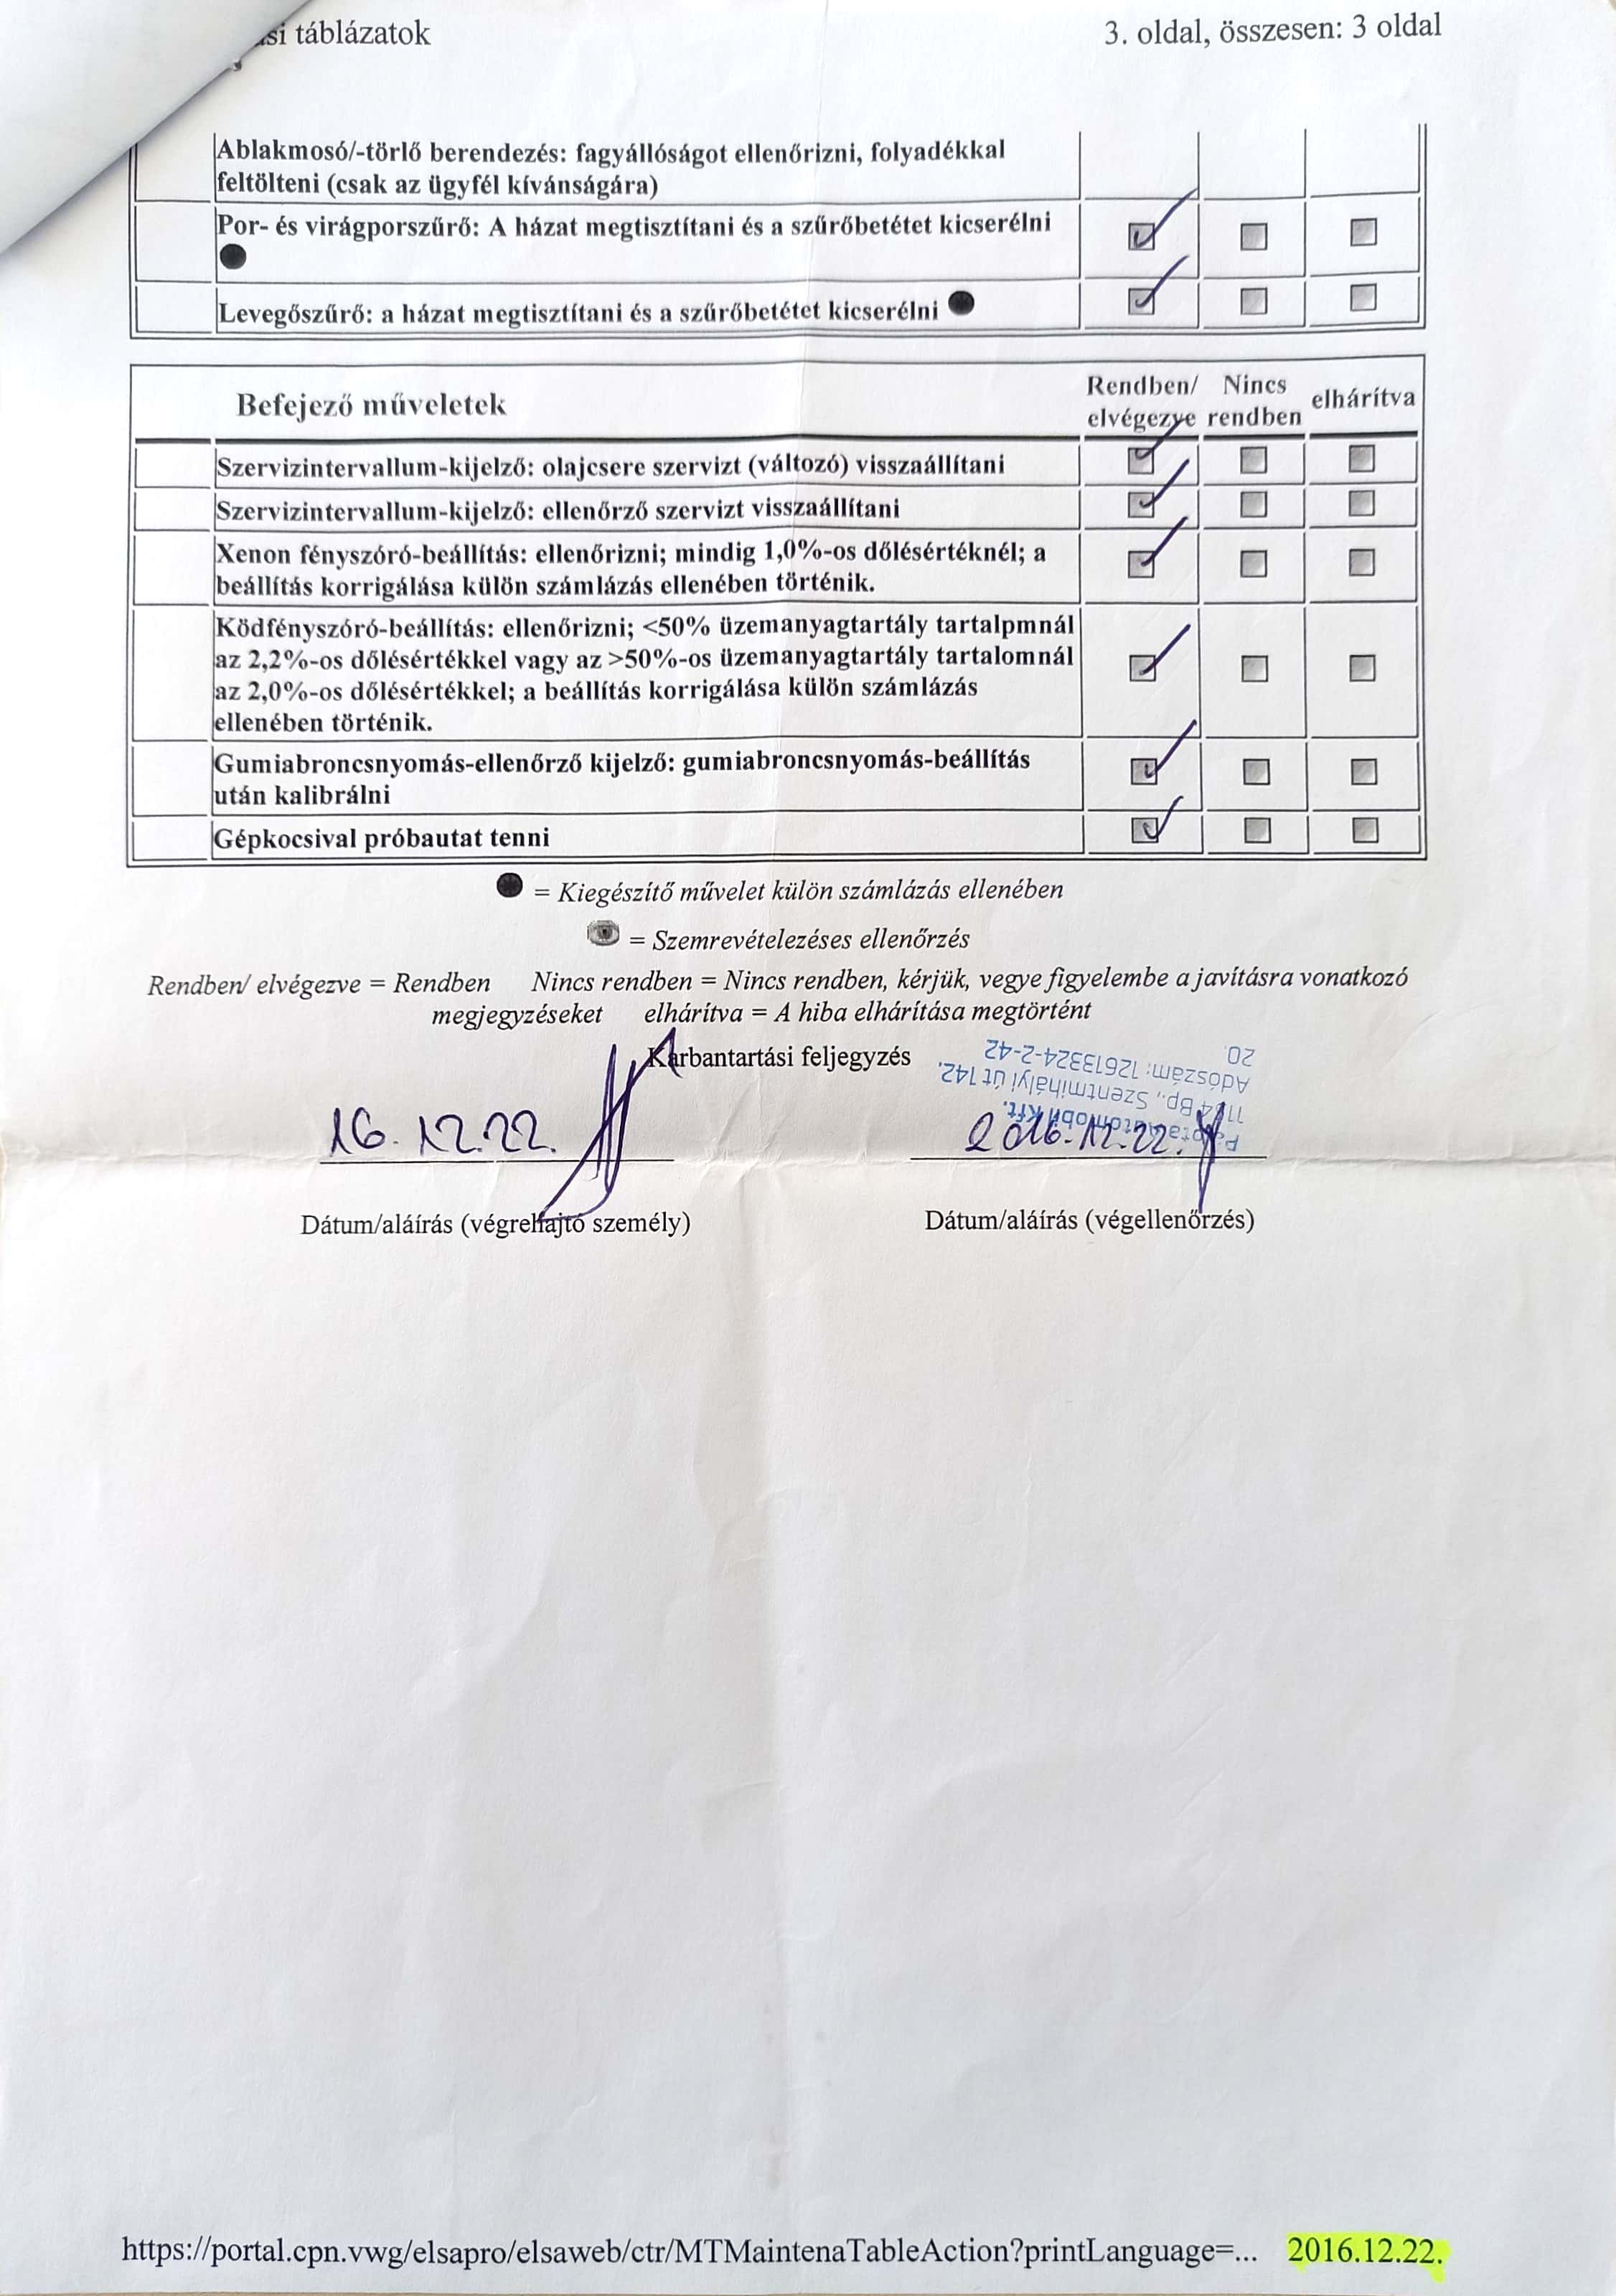 si táblázatok
3. oldal, összesen: 3 oldal
Ablakmosó/-törlő berendezés: fagyállóságot ellenőrizni, folyadékkal
feltölteni (csak az ügyfél kívánságára)
Por- és virágporszűrő: A házat megtisztítani és a szűrőbetétet kicserélni
Levegőszűrő: a házat megtisztítani és a szűrőbetétet kicserélni
Befejező műveletek
Rendben/ elvégezve
Nincs rendben
elhárítva
Szervizintervallum-kijelző: olajcsere szervizt (változó) visszaállítani
Szervizintervallum-kijelző: ellenőrző szervizt visszaállítani
Xenon fényszóró-beállítás: ellenőrizni; mindig 1,0%-os dőlésértéknél; a
beállítás korrigálása külön számlázás ellenében történik.
Ködfényszóró-beállítás: ellenőrizni; <50% üzemanyagtartály tartalpmnál
az 2,2%-os dőlésértékkel vagy az >50%-os üzemanyagtartály tartalomnál
az 2,0%-os dőlésértékkel; a beállítás korrigálása külön számlázás
ellenében történik.
Gumiabroncsnyomás-ellenőrző kijelző: gumiabroncsnyomás-beállítás
után kalibrálni
Gépkocsival próbautat tenni
= Kiegészítő művelet külön számlázás ellenében
= Szemrevételezéses ellenőrzés
Rendben/ elvégezve = Rendben Nincs rendben = Nincs rendben, kérjük, vegye figyelembe a javításra vonatkozó
megjegyzéseket elhárítva = A hiba elhárítása megtörtént
Karbantartási feljegyzés
Kft.
Bp., Szentmihályi út 142.
Adószám: 12613324-2-42
20.
16.12.22.
2016.12.22.
Dátum/aláírás (végrehajtó személy)
Dátum/aláírás (végellenőrzés)
https://portal.cpn.vwg/elsapro/elsaweb/ctr/MTMaintenaTableAction?printLanguage=... 2016.12.22.